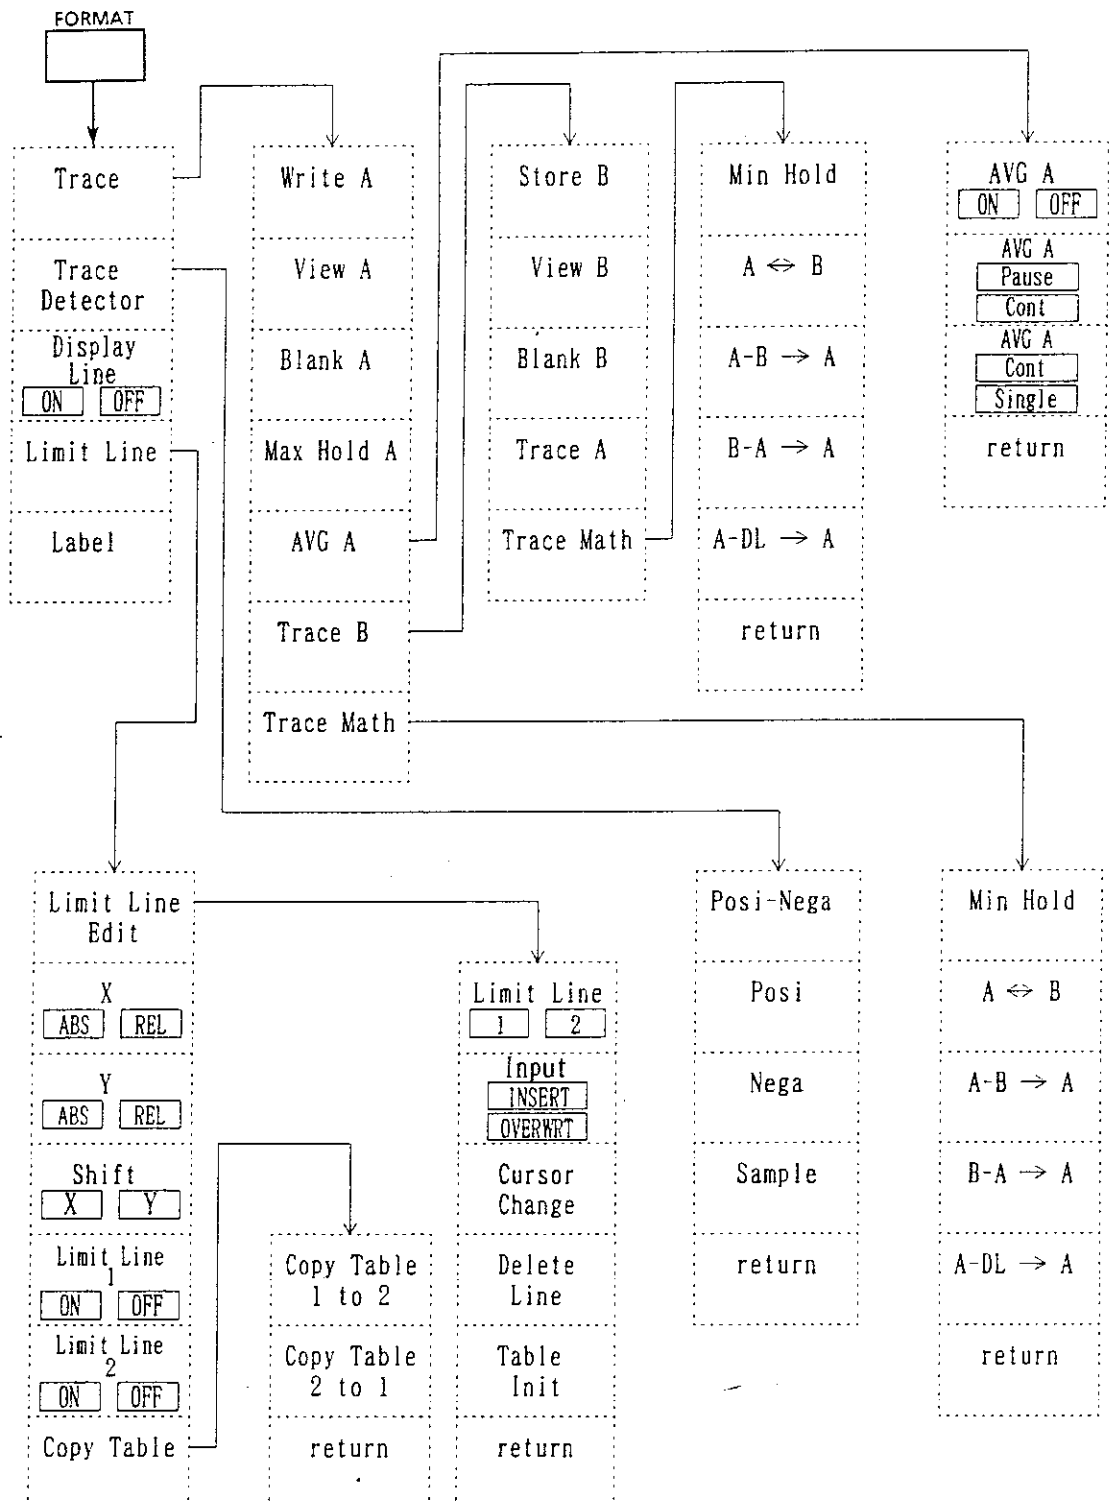 FORMAT
Trace
Trace
Detector
Display
Line
ON OFF
Limit Line
Label
Write A
View A
Blank A
Max Hold A
AVG A
Trace B
Trace Math
Store B
View B
Blank B
Trace A
Trace Math
Min Hold
A ⇔ B
A-B → A
B-A → A
A-DL → A
return
AVG A
ON OFF
AVG A
Pause
Cont
AVG A
Cont
Single
return
Limit Line
Edit
X
ABS REL
Y
ABS REL
Shift
X Y
Limit Line
1
ON OFF
Limit Line
2
ON OFF
Copy Table
Copy Table
1 to 2
Copy Table
2 to 1
return
Limit Line
1 2
Input
INSERT
OVERWRT
Cursor
Change
Delete
Line
Table
Init
return
Posi-Nega
Posi
Nega
Sample
return
Min Hold
A ⇔ B
A-B → A
B-A → A
A-DL → A
return